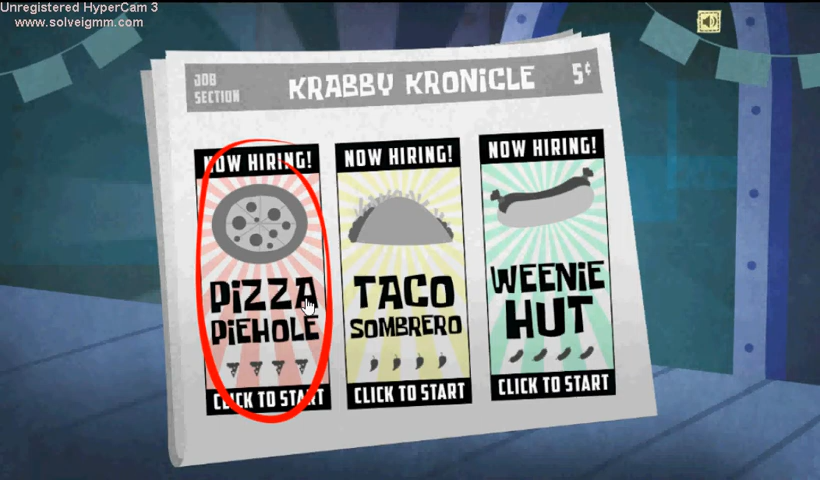 Unregistered HyperCam 3
www.solveigmm.com
JOB
SECTION
KRABBY KRONICLE
5¢
NOW HIRING!
PIZZA
PIEHOLE
CLICK TO START
NOW HIRING!
TACO
SOMBRERO
CLICK TO START
NOW HIRING!
WEENIE
HUT
CLICK TO START